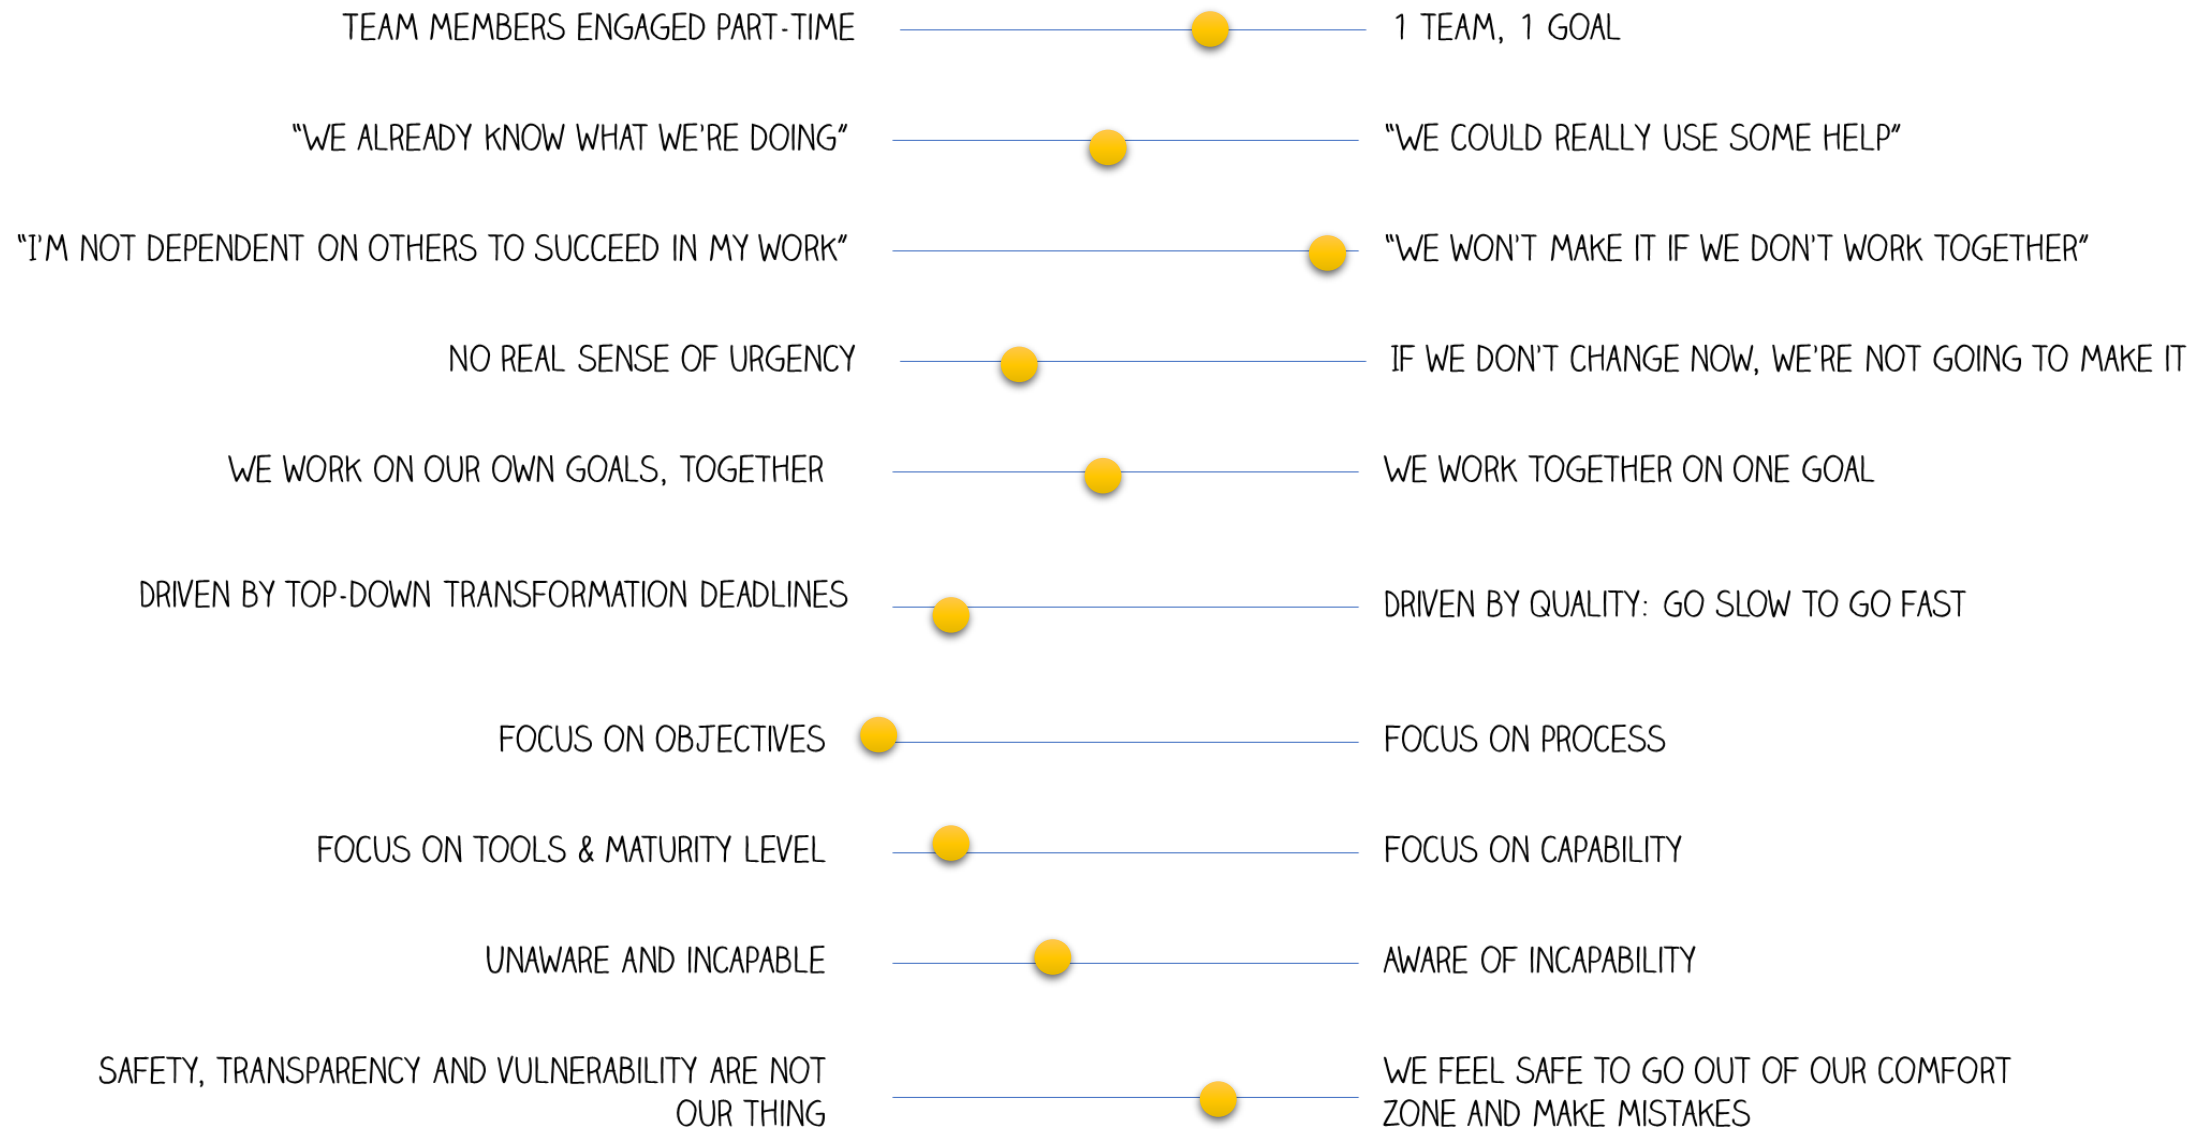 TEAM MEMBERS ENGAGED PART-TIME
1 TEAM, 1 GOAL
"WE ALREADY KNOW WHAT WE'RE DOING"
"WE COULD REALLY USE SOME HELP"
"I'M NOT DEPENDENT ON OTHERS TO SUCCEED IN MY WORK"
"WE WON'T MAKE IT IF WE DON'T WORK TOGETHER"
NO REAL SENSE OF URGENCY
IF WE DON'T CHANGE NOW, WE'RE NOT GOING TO MAKE IT
WE WORK ON OUR OWN GOALS, TOGETHER
WE WORK TOGETHER ON ONE GOAL
DRIVEN BY TOP-DOWN TRANSFORMATION DEADLINES
DRIVEN BY QUALITY: GO SLOW TO GO FAST
FOCUS ON OBJECTIVES
FOCUS ON PROCESS
FOCUS ON TOOLS & MATURITY LEVEL
FOCUS ON CAPABILITY
UNAWARE AND INCAPABLE
AWARE OF INCAPABILITY
SAFETY, TRANSPARENCY AND VULNERABILITY ARE NOT
OUR THING
WE FEEL SAFE TO GO OUT OF OUR COMFORT
ZONE AND MAKE MISTAKES